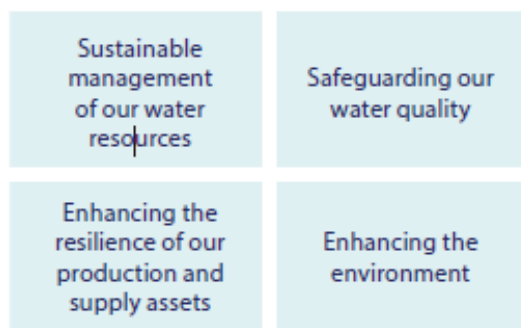 Sustainable
management
of our water
resources
Safeguarding our
water quality
Enhancing the
resilience of our
production and
supply assets
Enhancing the
environment